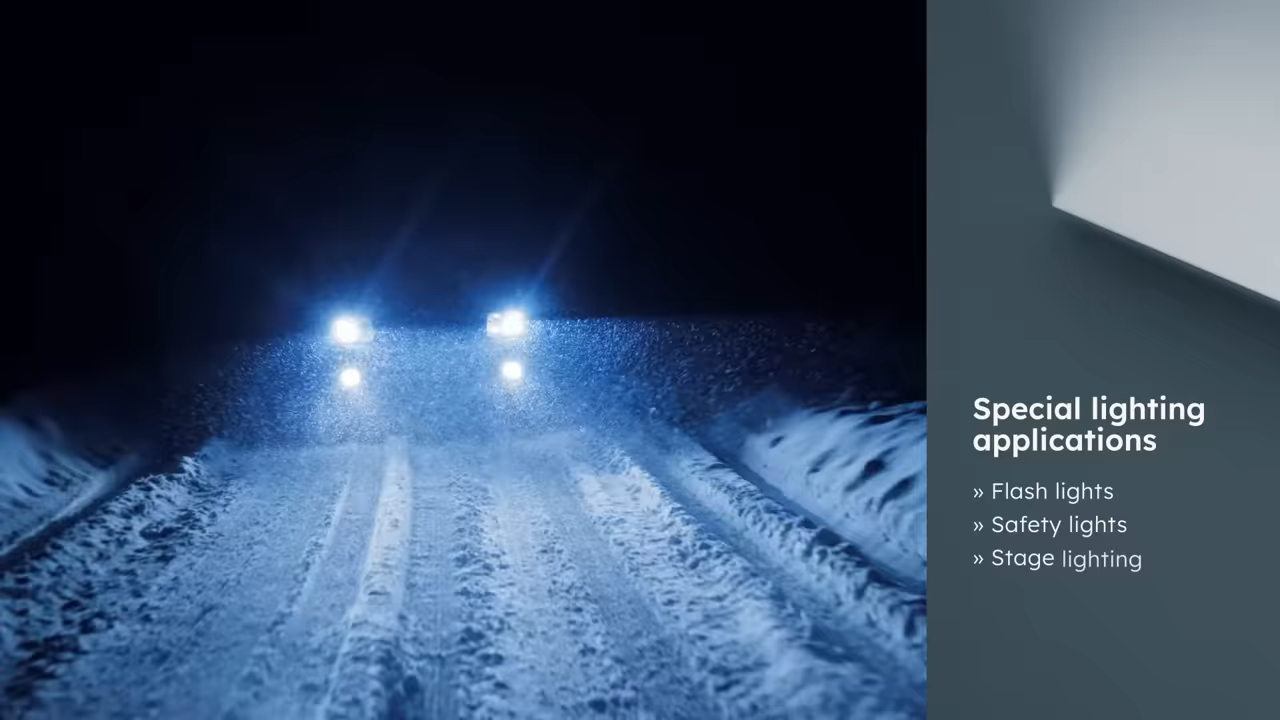 Special lighting
applications
» Flash lights
» Safety lights
» Stage lighting